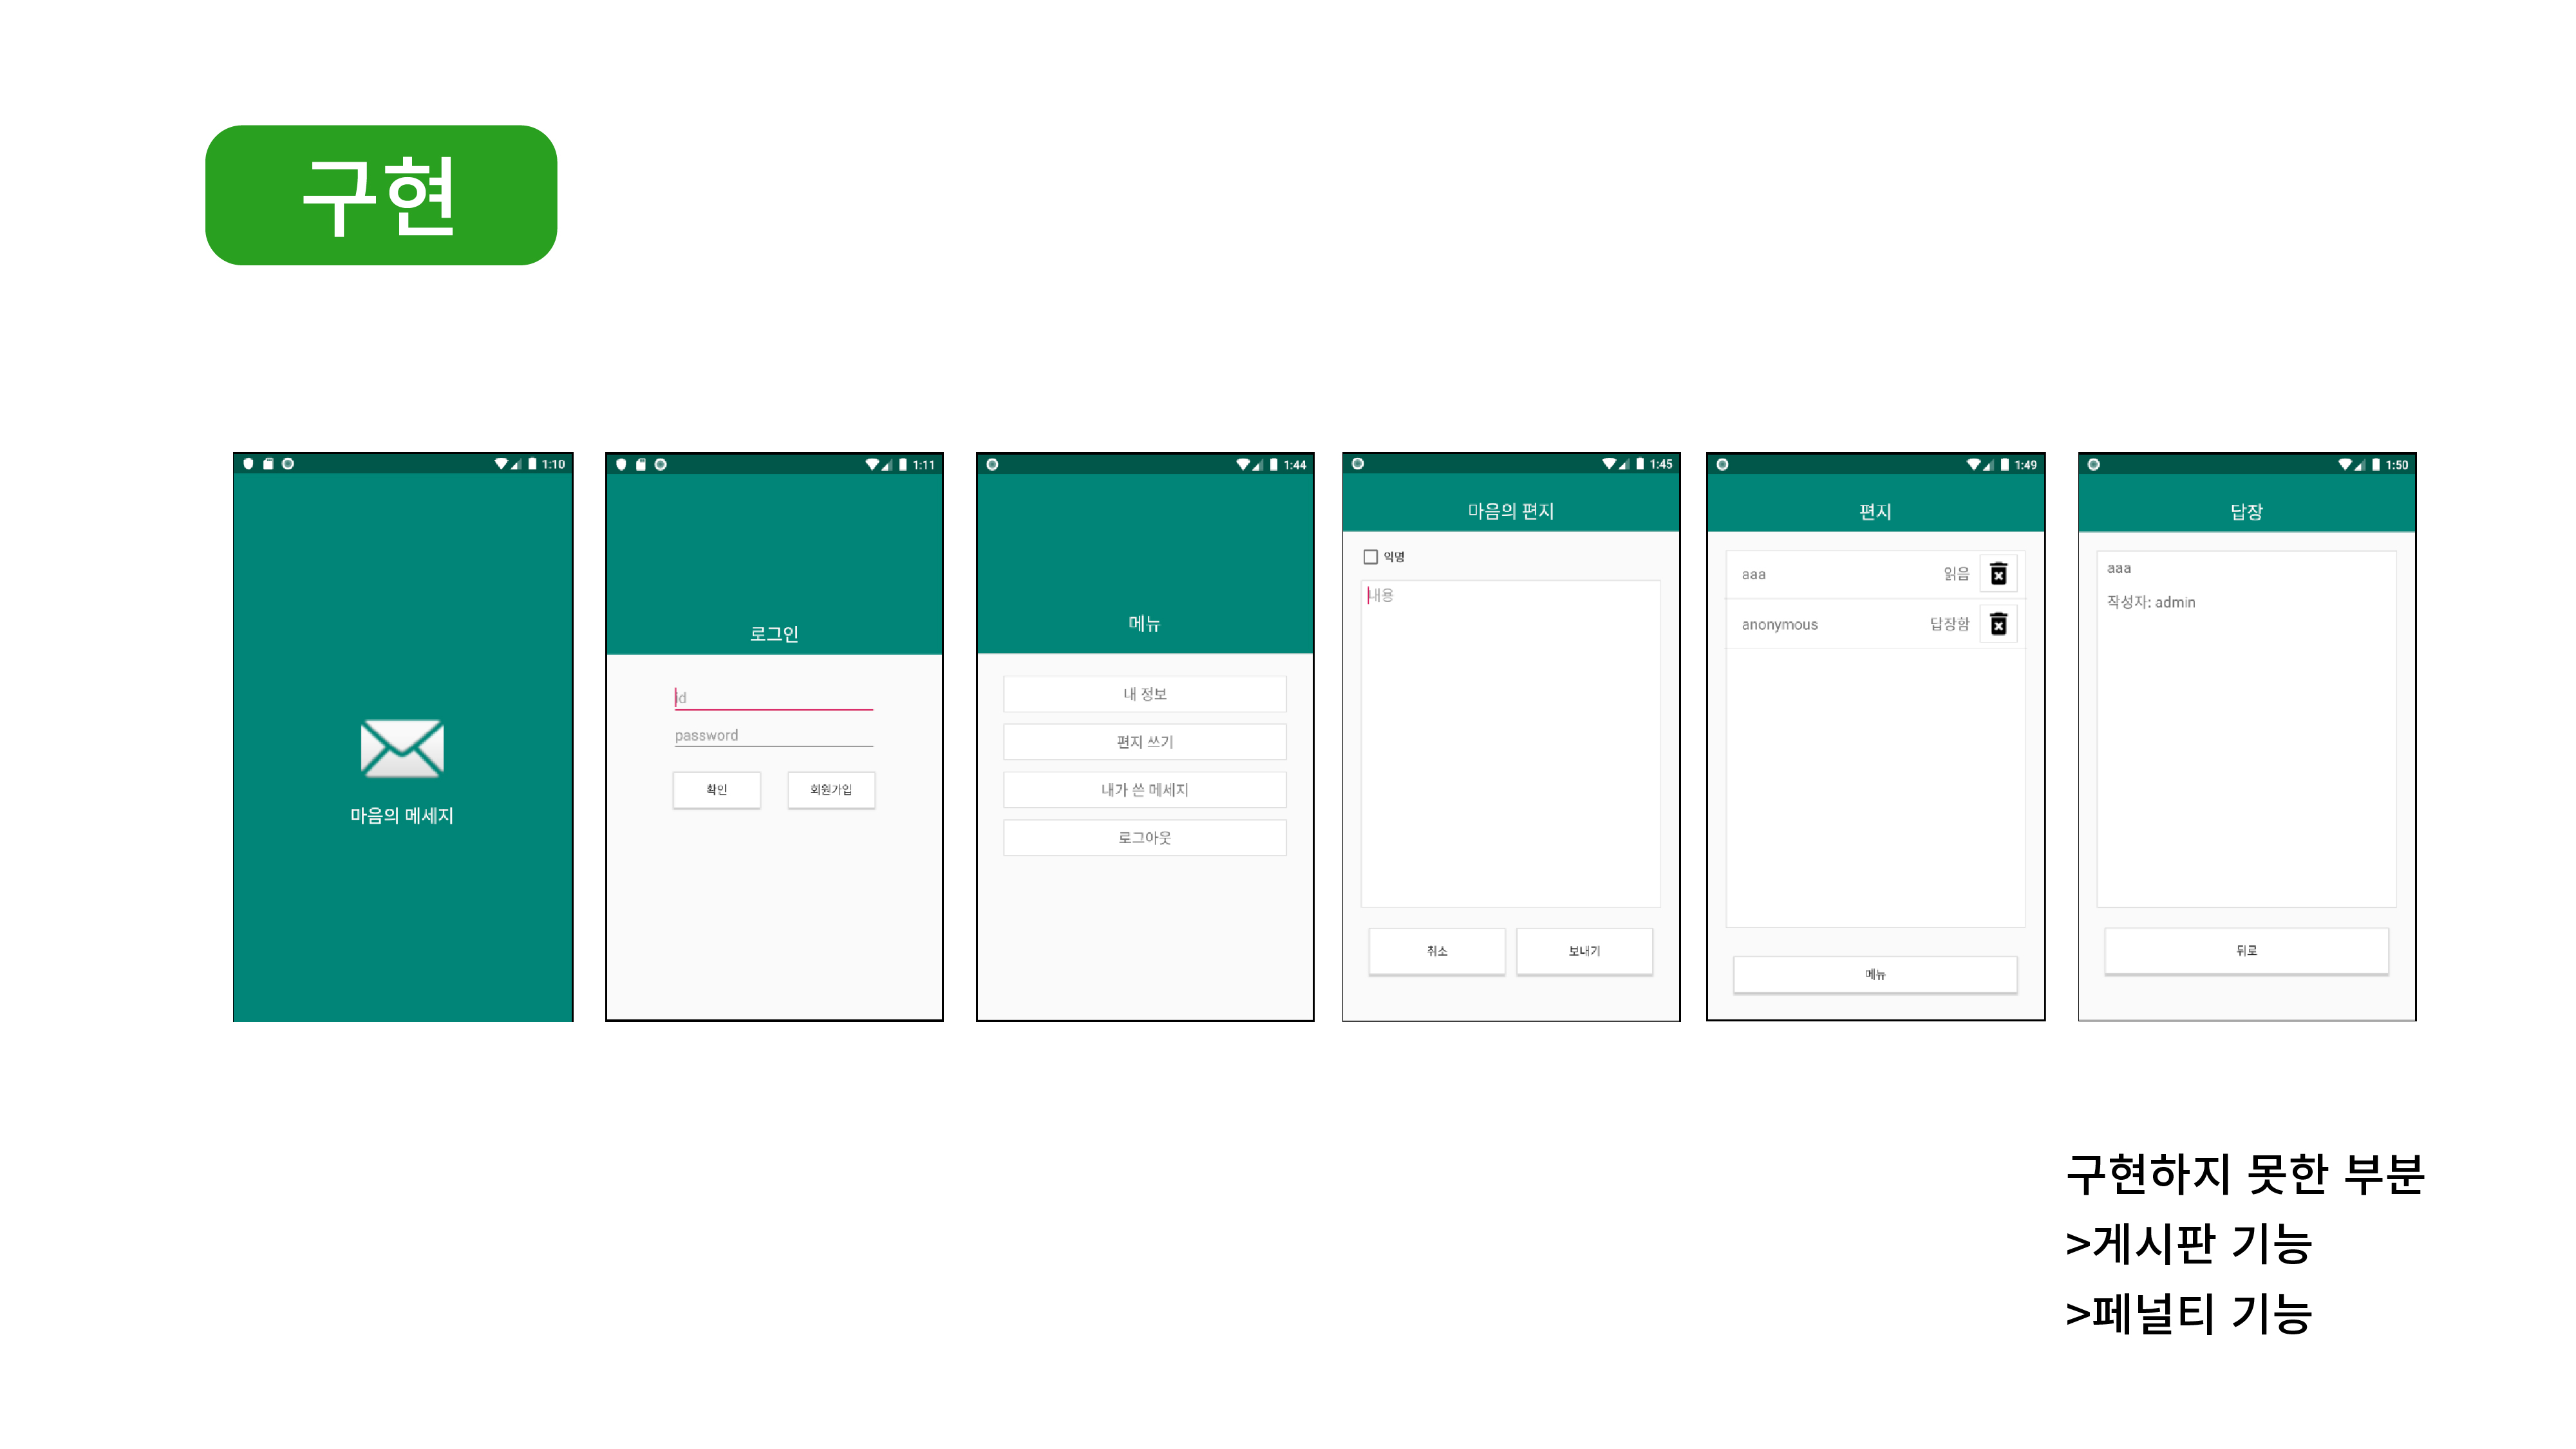 구현
1:10
마음의 메세지
1:11
로그인
id
password
확인 회원가입
1:44
메뉴
내 정보
편지 쓰기
내가 쓴 메세지
로그아웃
1:45
마음의 편지
익명
내용
취소 보내기
1:49
편지
aaa 읽음
anonymous 답장함
메뉴
1:50
답장
aaa
작성자: admin
뒤로
구현하지 못한 부분
>게시판 기능
>페널티 기능